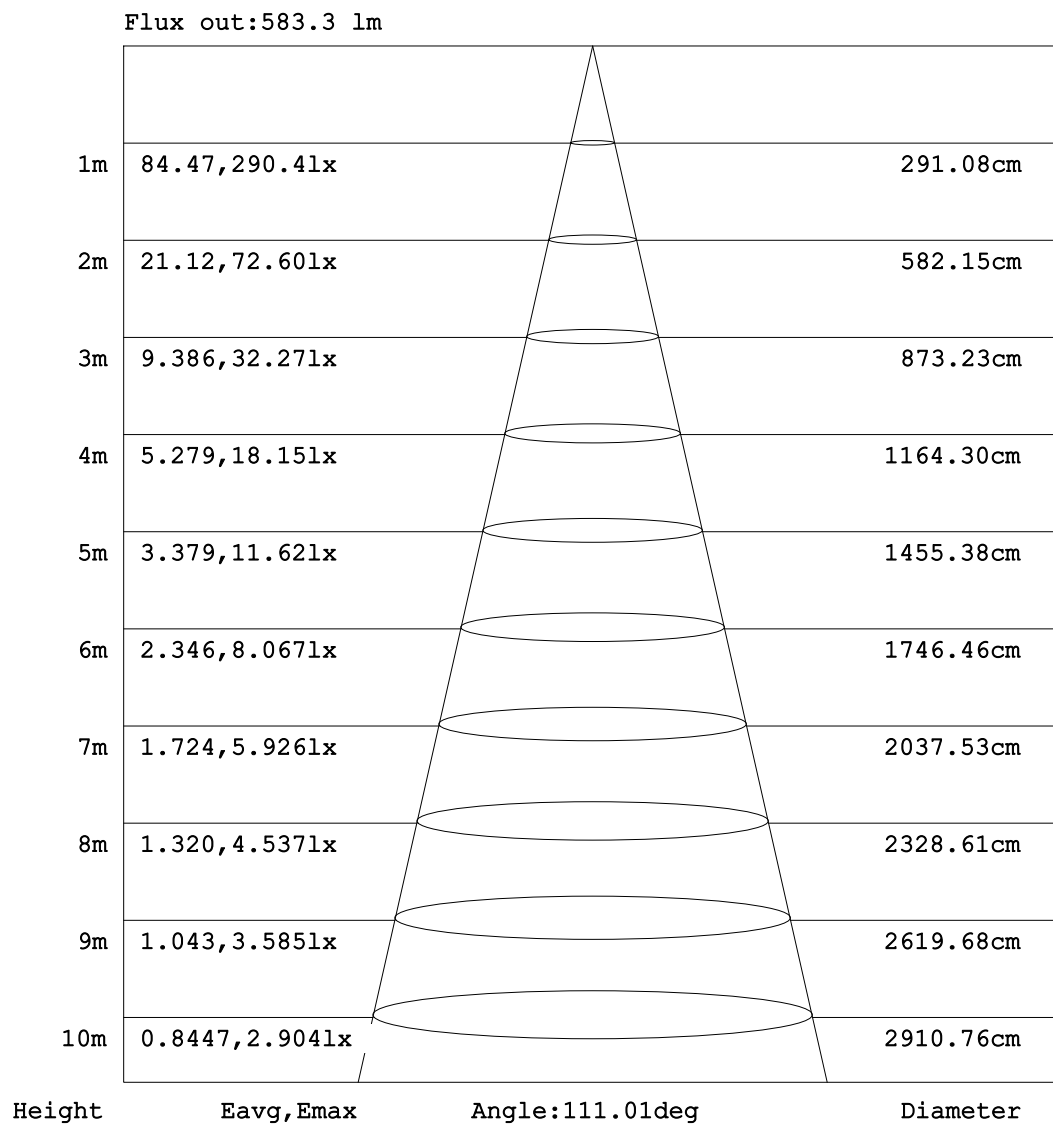 Flux out:583.3 lm
1m 84.47,290.4lx 291.08cm
2m 21.12,72.60lx 582.15cm
3m 9.386,32.27lx 873.23cm
4m 5.279,18.15lx 1164.30cm
5m 3.379,11.62lx 1455.38cm
6m 2.346,8.067lx 1746.46cm
7m 1.724,5.926lx 2037.53cm
8m 1.320,4.537lx 2328.61cm
9m 1.043,3.585lx 2619.68cm
10m 0.8447,2.904lx 2910.76cm
Height Eavg,Emax Angle:111.01deg Diameter